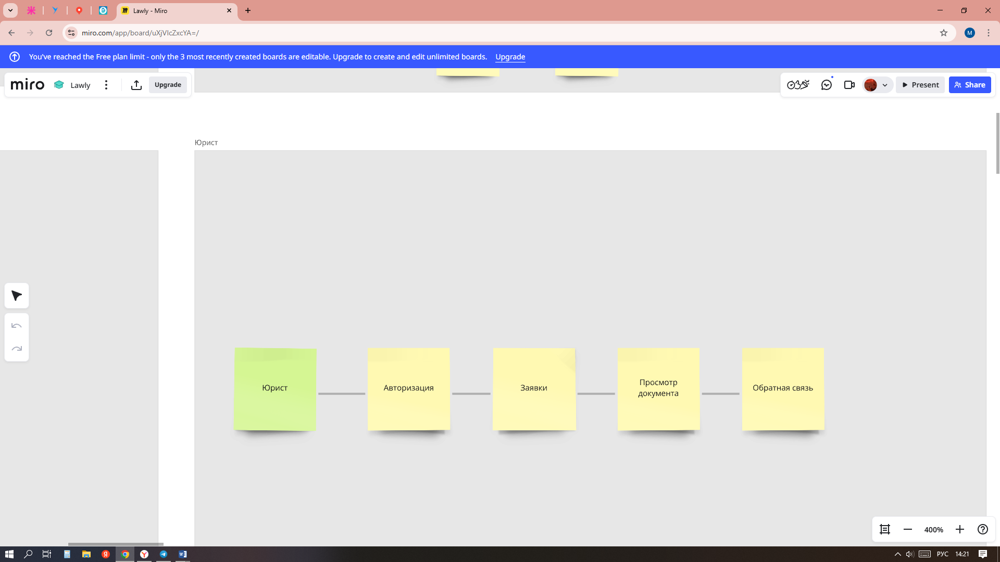 Lawly - Miro
miro.com/app/board/uXjVIcZxcYA=/
M
You've reached the Free plan limit - only the 3 most recently created boards are editable. Upgrade to create and edit unlimited boards. Upgrade
miro Lawly Upgrade
Present Share
Юрист
Юрист
Авторизация
Заявки
Просмотр
документа
Обратная связь
400%
РУС 14:21